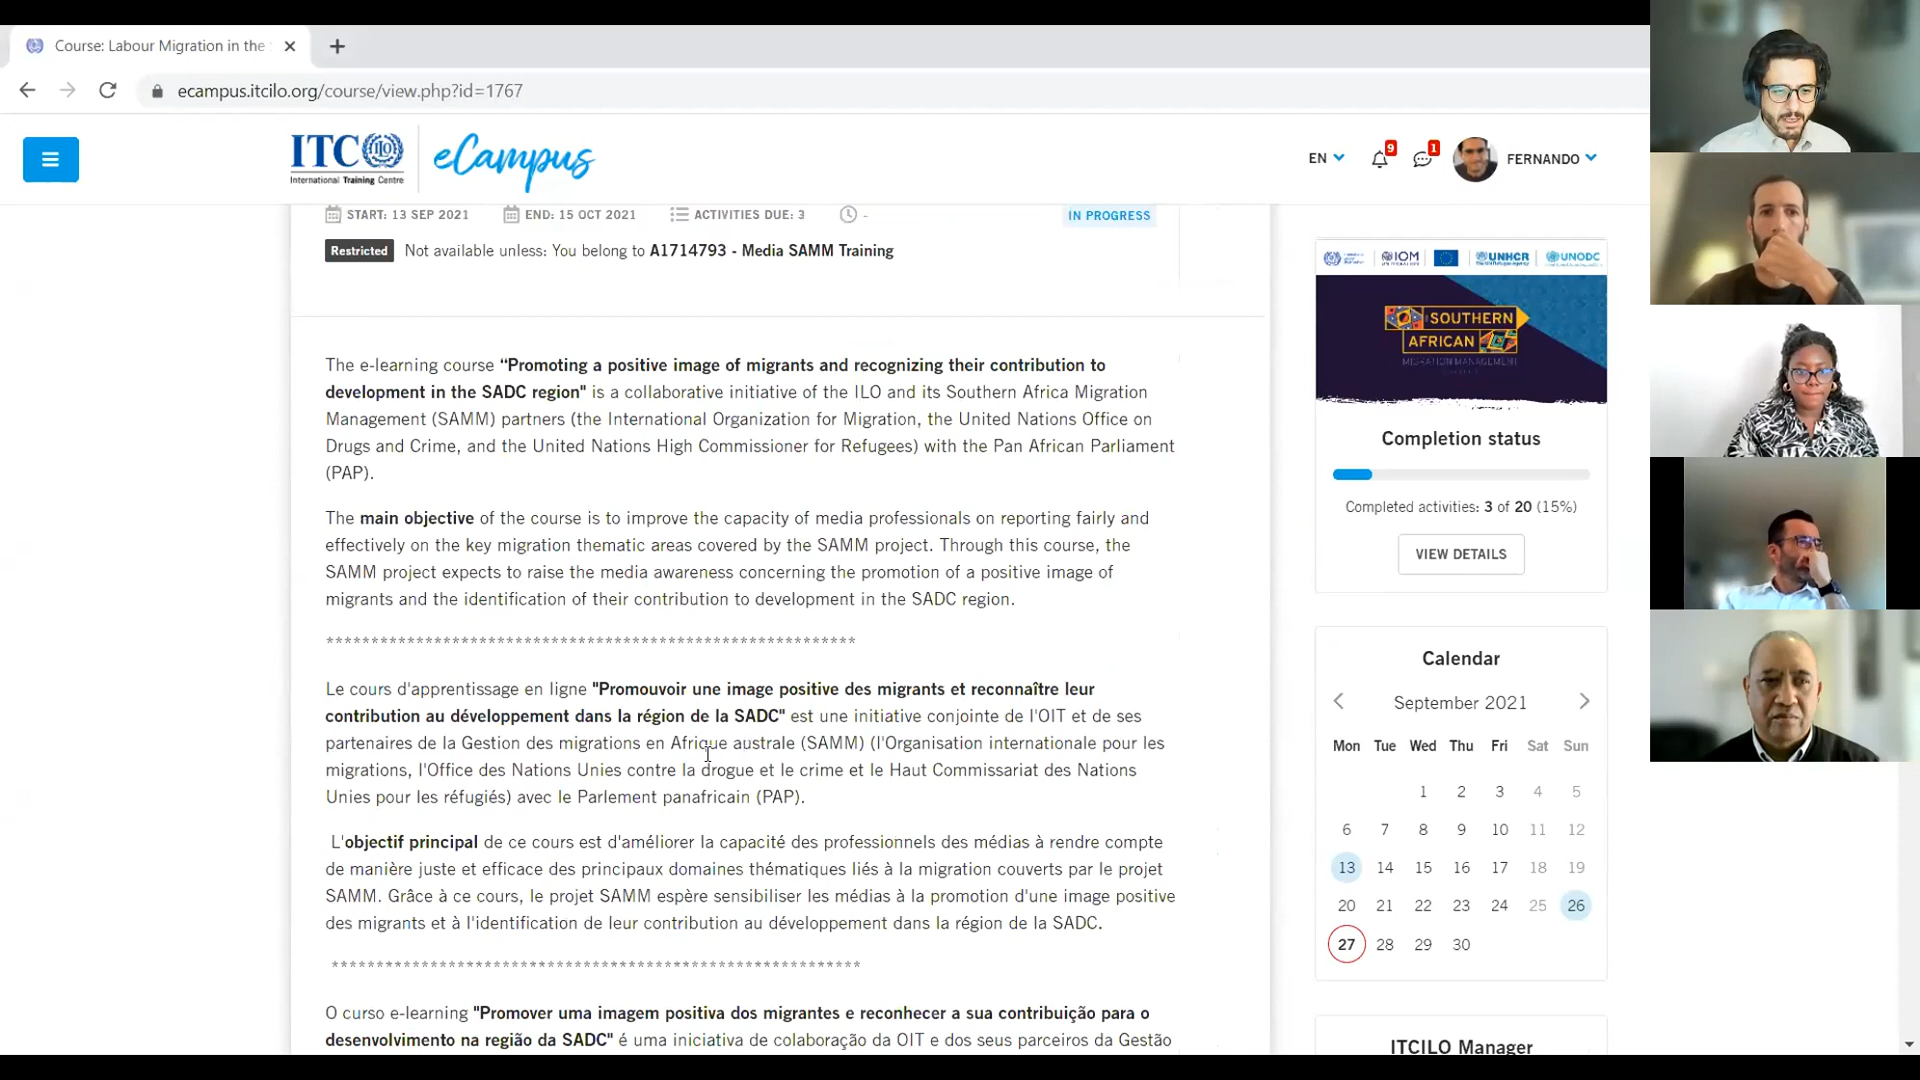 Course: Labour Migration in the
ecampus.itcilo.org/course/view.php?id=1767
ITC ILO
International Training Centre
eCampus
EN
9
1
FERNANDO
START: 13 SEP 2021 END: 15 OCT 2021 ACTIVITIES DUE: 3 -
IN PROGRESS
Restricted Not available unless: You belong to A1714793 - Media SAMM Training
The e-learning course “Promoting a positive image of migrants and recognizing their contribution to
development in the SADC region" is a collaborative initiative of the ILO and its Southern Africa Migration
Management (SAMM) partners (the International Organization for Migration, the United Nations Office on
Drugs and Crime, and the United Nations High Commissioner for Refugees) with the Pan African Parliament
(PAP).
The main objective of the course is to improve the capacity of media professionals on reporting fairly and
effectively on the key migration thematic areas covered by the SAMM project. Through this course, the
SAMM project expects to raise the media awareness concerning the promotion of a positive image of
migrants and the identification of their contribution to development in the SADC region.
***********************************************************
Le cours d'apprentissage en ligne "Promouvoir une image positive des migrants et reconnaître leur
contribution au développement dans la région de la SADC" est une initiative conjointe de l'OIT et de ses
partenaires de la Gestion des migrations en Afrique australe (SAMM) (l'Organisation internationale pour les
migrations, l'Office des Nations Unies contre la drogue et le crime et le Haut Commissariat des Nations
Unies pour les réfugiés) avec le Parlement panafricain (PAP).
L'objectif principal de ce cours est d'améliorer la capacité des professionnels des médias à rendre compte
de manière juste et efficace des principaux domaines thématiques liés à la migration couverts par le projet
SAMM. Grâce à ce cours, le projet SAMM espère sensibiliser les médias à la promotion d'une image positive
des migrants et à l'identification de leur contribution au développement dans la région de la SADC.
***********************************************************
O curso e-learning "Promover uma imagem positiva dos migrantes e reconhecer a sua contribuição para o
desenvolvimento na região da SADC" é uma iniciativa de colaboração da OIT e dos seus parceiros da Gestão
IOM UNHCR UNODC
SOUTHERN
AFRICAN
MIGRATION MANAGEMENT
Completion status
Completed activities: 3 of 20 (15%)
VIEW DETAILS
Calendar
September 2021
Mon Tue Wed Thu Fri Sat Sun
1 2 3 4 5
6 7 8 9 10 11 12
13 14 15 16 17 18 19
20 21 22 23 24 25 26
27 28 29 30
ITCILO Manager